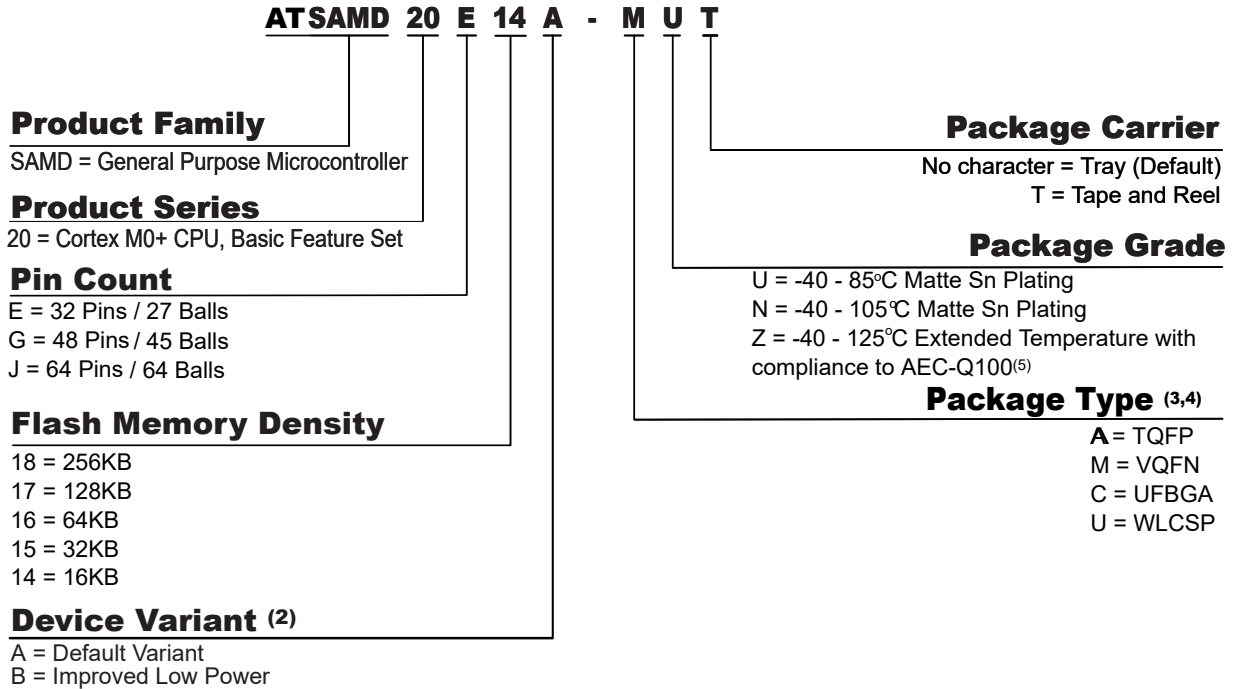 ATSAMD 20 E 14 A - M U T
Product Family
SAMD = General Purpose Microcontroller
Product Series
20 = Cortex M0+ CPU, Basic Feature Set
Pin Count
E = 32 Pins / 27 Balls
G = 48 Pins / 45 Balls
J = 64 Pins / 64 Balls
Flash Memory Density
18 = 256KB
17 = 128KB
16 = 64KB
15 = 32KB
14 = 16KB
Device Variant (2)
A = Default Variant
B = Improved Low Power
Package Carrier
No character = Tray (Default)
T = Tape and Reel
Package Grade
U = -40 - 85°C Matte Sn Plating
N = -40 - 105°C Matte Sn Plating
Z = -40 - 125°C Extended Temperature with
compliance to AEC-Q100(5)
Package Type (3,4)
A = TQFP
M = VQFN
C = UFBGA
U = WLCSP